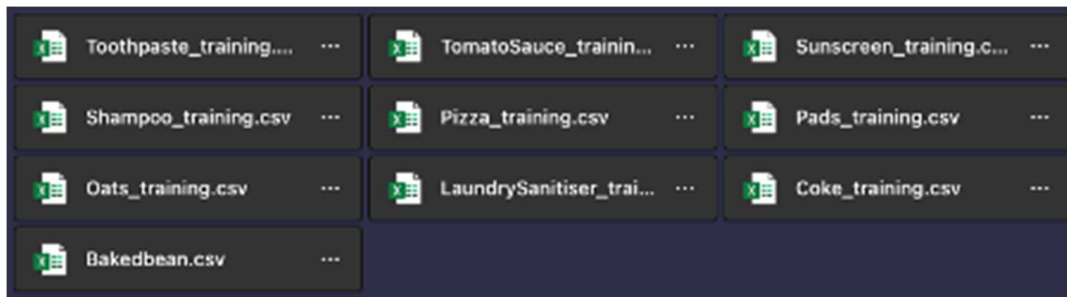 Toothpaste_training.... ... TomatoSauce_trainin... ... Sunscreen_training.c... ...
Shampoo_training.csv ... Pizza_training.csv ... Pads_training.csv ...
Oats_training.csv ... LaundrySanitiser_trai... ... Coke_training.csv ...
Bakedbean.csv ...